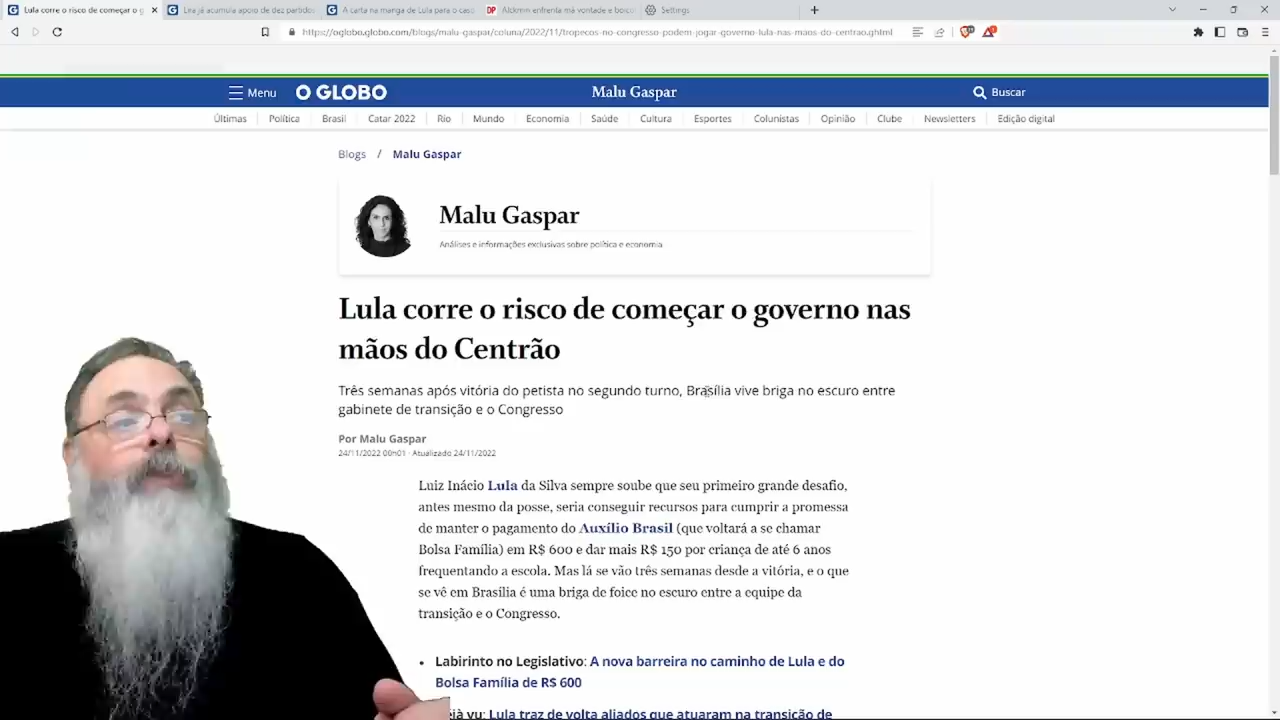 Lula corre o risco de começar o g
Lira já acumula apoio de dez partidos
A carta na manga de Lula para o caso
Alckmin enfrenta má vontade e boico
Settings
https://oglobo.globo.com/blogs/malu-gaspar/coluna/2022/11/tropecos-no-congresso-podem-jogar-governo-lula-nas-maos-do-centrao.ghtml
Menu
O GLOBO
Malu Gaspar
Buscar
Últimas
Política
Brasil
Catar 2022
Rio
Mundo
Economia
Saúde
Cultura
Esportes
Colunistas
Opinião
Clube
Newsletters
Edição digital
Blogs / Malu Gaspar
Malu Gaspar
Análises e informações exclusivas sobre política e economia
Lula corre o risco de começar o governo nas
mãos do Centrão
Três semanas após vitória do petista no segundo turno, Brasília vive briga no escuro entre
gabinete de transição e o Congresso
Por Malu Gaspar
24/11/2022 00h01 · Atualizado 24/11/2022
Luiz Inácio Lula da Silva sempre soube que seu primeiro grande desafio,
antes mesmo da posse, seria conseguir recursos para cumprir a promessa
de manter o pagamento do Auxílio Brasil (que voltará a se chamar
Bolsa Família) em R$ 600 e dar mais R$ 150 por criança de até 6 anos
frequentando a escola. Mas lá se vão três semanas desde a vitória, e o que
se vê em Brasília é uma briga de foice no escuro entre a equipe da
transição e o Congresso.
• Labirinto no Legislativo: A nova barreira no caminho de Lula e do
Bolsa Família de R$ 600
vu: Lula traz de volta aliados que atuaram na transição de